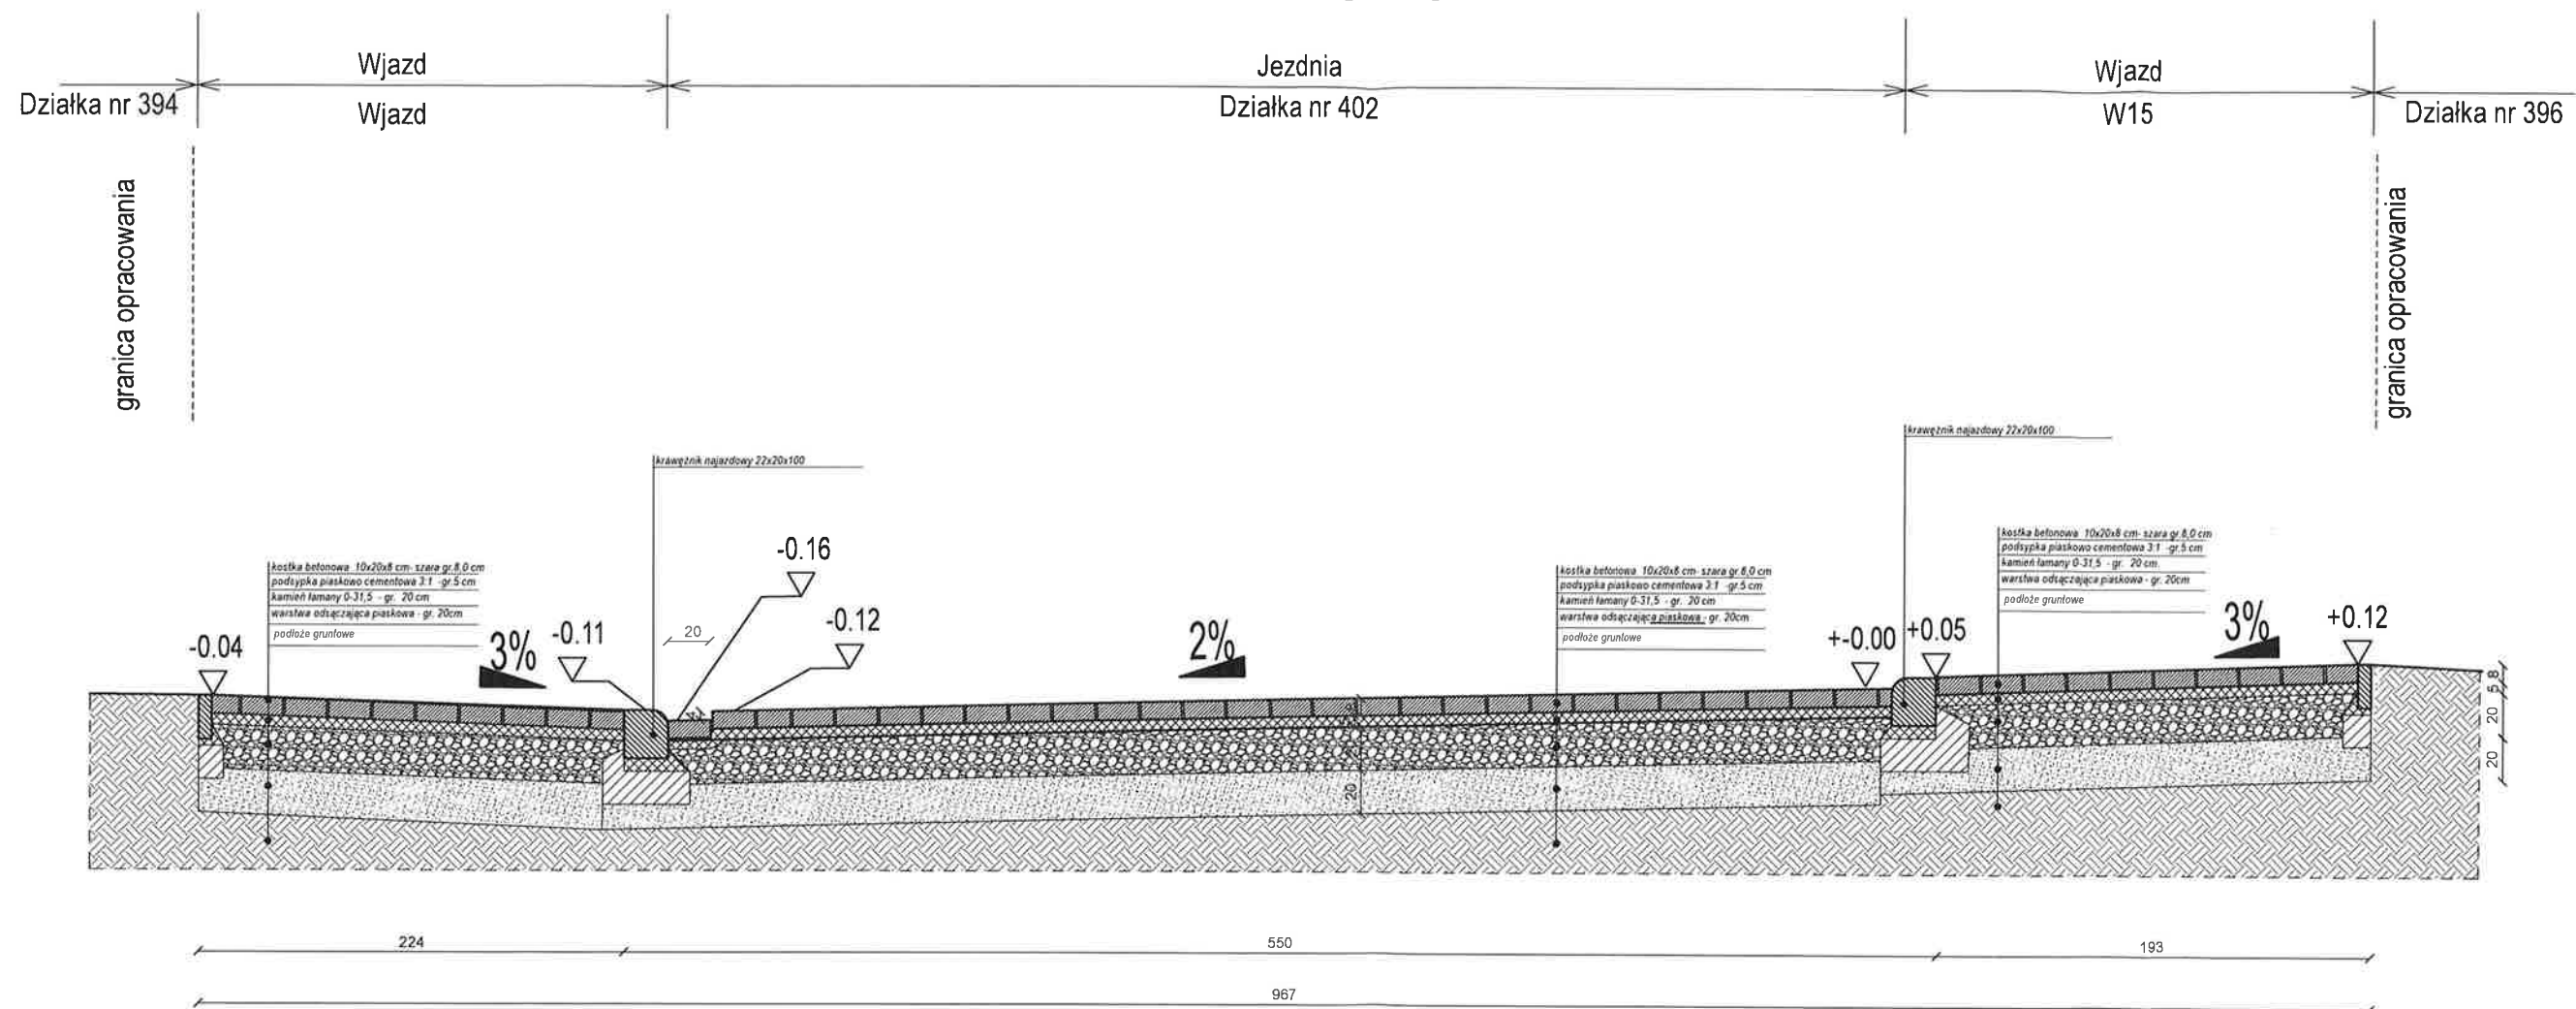 Wjazd
Jezdnia
Wjazd
Działka nr 394
Wjazd
Działka nr 402
W15
Działka nr 396
granica opracowania
granica opracowania
krawężnik najazdowy 22x20x100
krawężnik najazdowy 22x20x100
kostka betonowa 10x20x8 cm- szara gr.8,0 cm
podsypka piaskowo cementowa 3:1 -gr.5 cm
kamień łamany 0-31,5 - gr. 20 cm
warstwa odsączająca piaskowa - gr. 20cm
podłoże gruntowe
kostka betonowa 10x20x8 cm- szara gr.8,0 cm
podsypka piaskowo cementowa 3:1 -gr.5 cm
kamień łamany 0-31,5 - gr. 20 cm
warstwa odsączająca piaskowa - gr. 20cm
podłoże gruntowe
kostka betonowa 10x20x8 cm- szara gr.8,0 cm
podsypka piaskowo cementowa 3:1 -gr.5 cm
kamień łamany 0-31,5 - gr. 20 cm
warstwa odsączająca piaskowa - gr. 20cm
podłoże gruntowe
-0.04
3%
-0.11
20
-0.16
-0.12
2%
+-0.00
+0.05
3%
+0.12
8
5
20
20
20
224
550
193
967